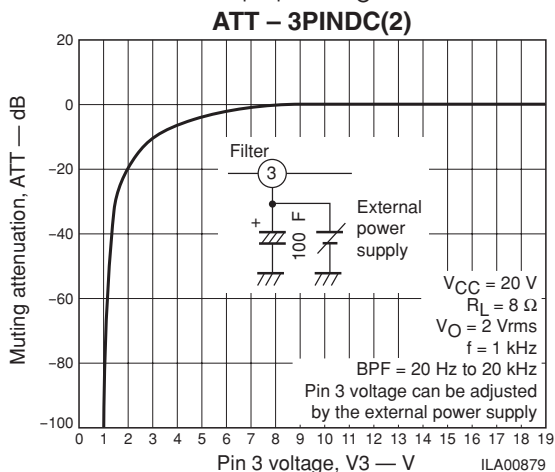 ATT – 3PINDC(2)
20
0
−20
−40
−60
−80
−100
Muting attenuation, ATT — dB
Filter
3
+
100 F
External
power
supply
VCC = 20 V
RL = 8 Ω
VO = 2 Vrms
f = 1 kHz
BPF = 20 Hz to 20 kHz
Pin 3 voltage can be adjusted
by the external power supply
0 1 2 3 4 5 6 7 8 9 10 11 12 13 14 15 16 17 18 19
Pin 3 voltage, V3 — V
ILA00879